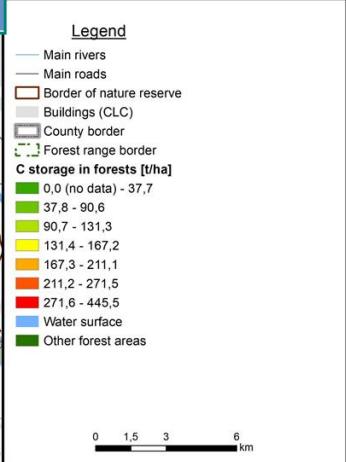 Legend
Main rivers
Main roads
Border of nature reserve
Buildings (CLC)
County border
Forest range border
C storage in forests [t/ha]
0,0 (no data) - 37,7
37,8 - 90,6
90,7 - 131,3
131,4 - 167,2
167,3 - 211,1
211,2 - 271,5
271,6 - 445,5
Water surface
Other forest areas
0 1,5 3 6
km